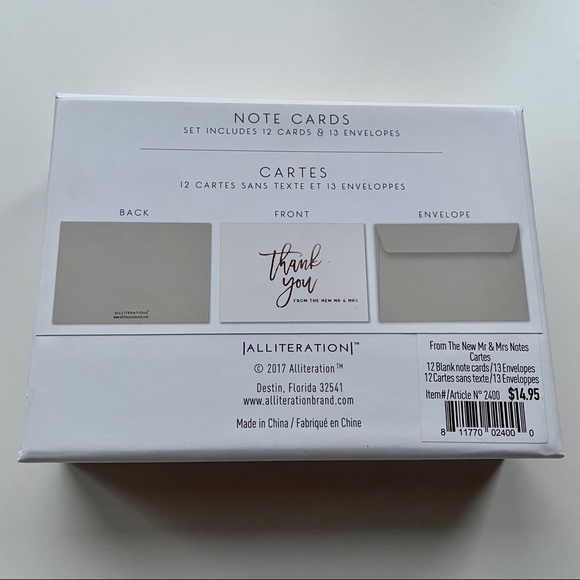 NOTE CARDS
SET INCLUDES 12 CARDS & 13 ENVELOPES
CARTES
12 CARTES SANS TEXTE ET 13 ENVELOPPES
BACK
FRONT
ENVELOPE
|ALLITERATION|
www.alliterationbrand.com
thank
you
FROM THE NEW MR & MRS
|ALLITERATION|™
© 2017 Alliteration™
Destin, Florida 32541
www.alliterationbrand.com
Made in China / Fabriqué en Chine
From The New Mr & Mrs Notes
Cartes
12 Blank note cards/13 Envelopes
12 Cartes sans texte/13 Enveloppes
Item#/Article N° 2400 $14.95
8 11770 02400 0